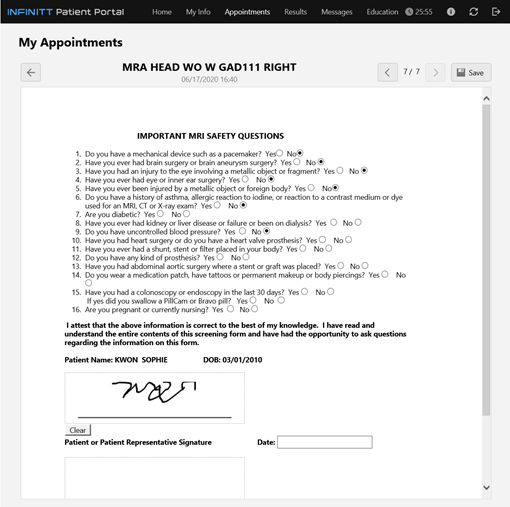 INFINITT Patient Portal Home My Info Appointments Results Messages Education 25:55
My Appointments
MRA HEAD WO W GAD111 RIGHT
06/17/2020 16:40
7 / 7
Save
IMPORTANT MRI SAFETY QUESTIONS
1. Do you have a mechanical device such as a pacemaker? Yes No
2. Have you ever had brain surgery or brain aneurysm surgery? Yes No
3. Have you had an injury to the eye involving a metallic object or fragment? Yes No
4. Have you ever had eye or inner ear surgery? Yes No
5. Have you ever been injured by a metallic object or foreign body? Yes No
6. Do you have a history of asthma, allergic reaction to iodine, or reaction to a contrast medium or dye
used for an MRI, CT or X-ray exam? Yes No
7. Are you diabetic? Yes No
8. Have you ever had kidney or liver disease or failure or been on dialysis? Yes No
9. Do you have uncontrolled blood pressure? Yes No
10. Have you had heart surgery or do you have a heart valve prosthesis? Yes No
11. Have you ever had a shunt, stent or filter placed in your body? Yes No
12. Do you have any kind of prosthesis? Yes No
13. Have you had abdominal aortic surgery where a stent or graft was placed? Yes No
14. Do you wear a medication patch, have tattoos or permanent makeup or body piercings? Yes No
15. Have you had a colonoscopy or endoscopy in the last 30 days? Yes No
If yes did you swallow a PillCam or Bravo pill? Yes No
16. Are you pregnant or currently nursing? Yes No
I attest that the above information is correct to the best of my knowledge. I have read and
understand the entire contents of this screening form and have had the opportunity to ask questions
regarding the information on this form.
Patient Name: KWON SOPHIE DOB: 03/01/2010
Clear
Patient or Patient Representative Signature Date: